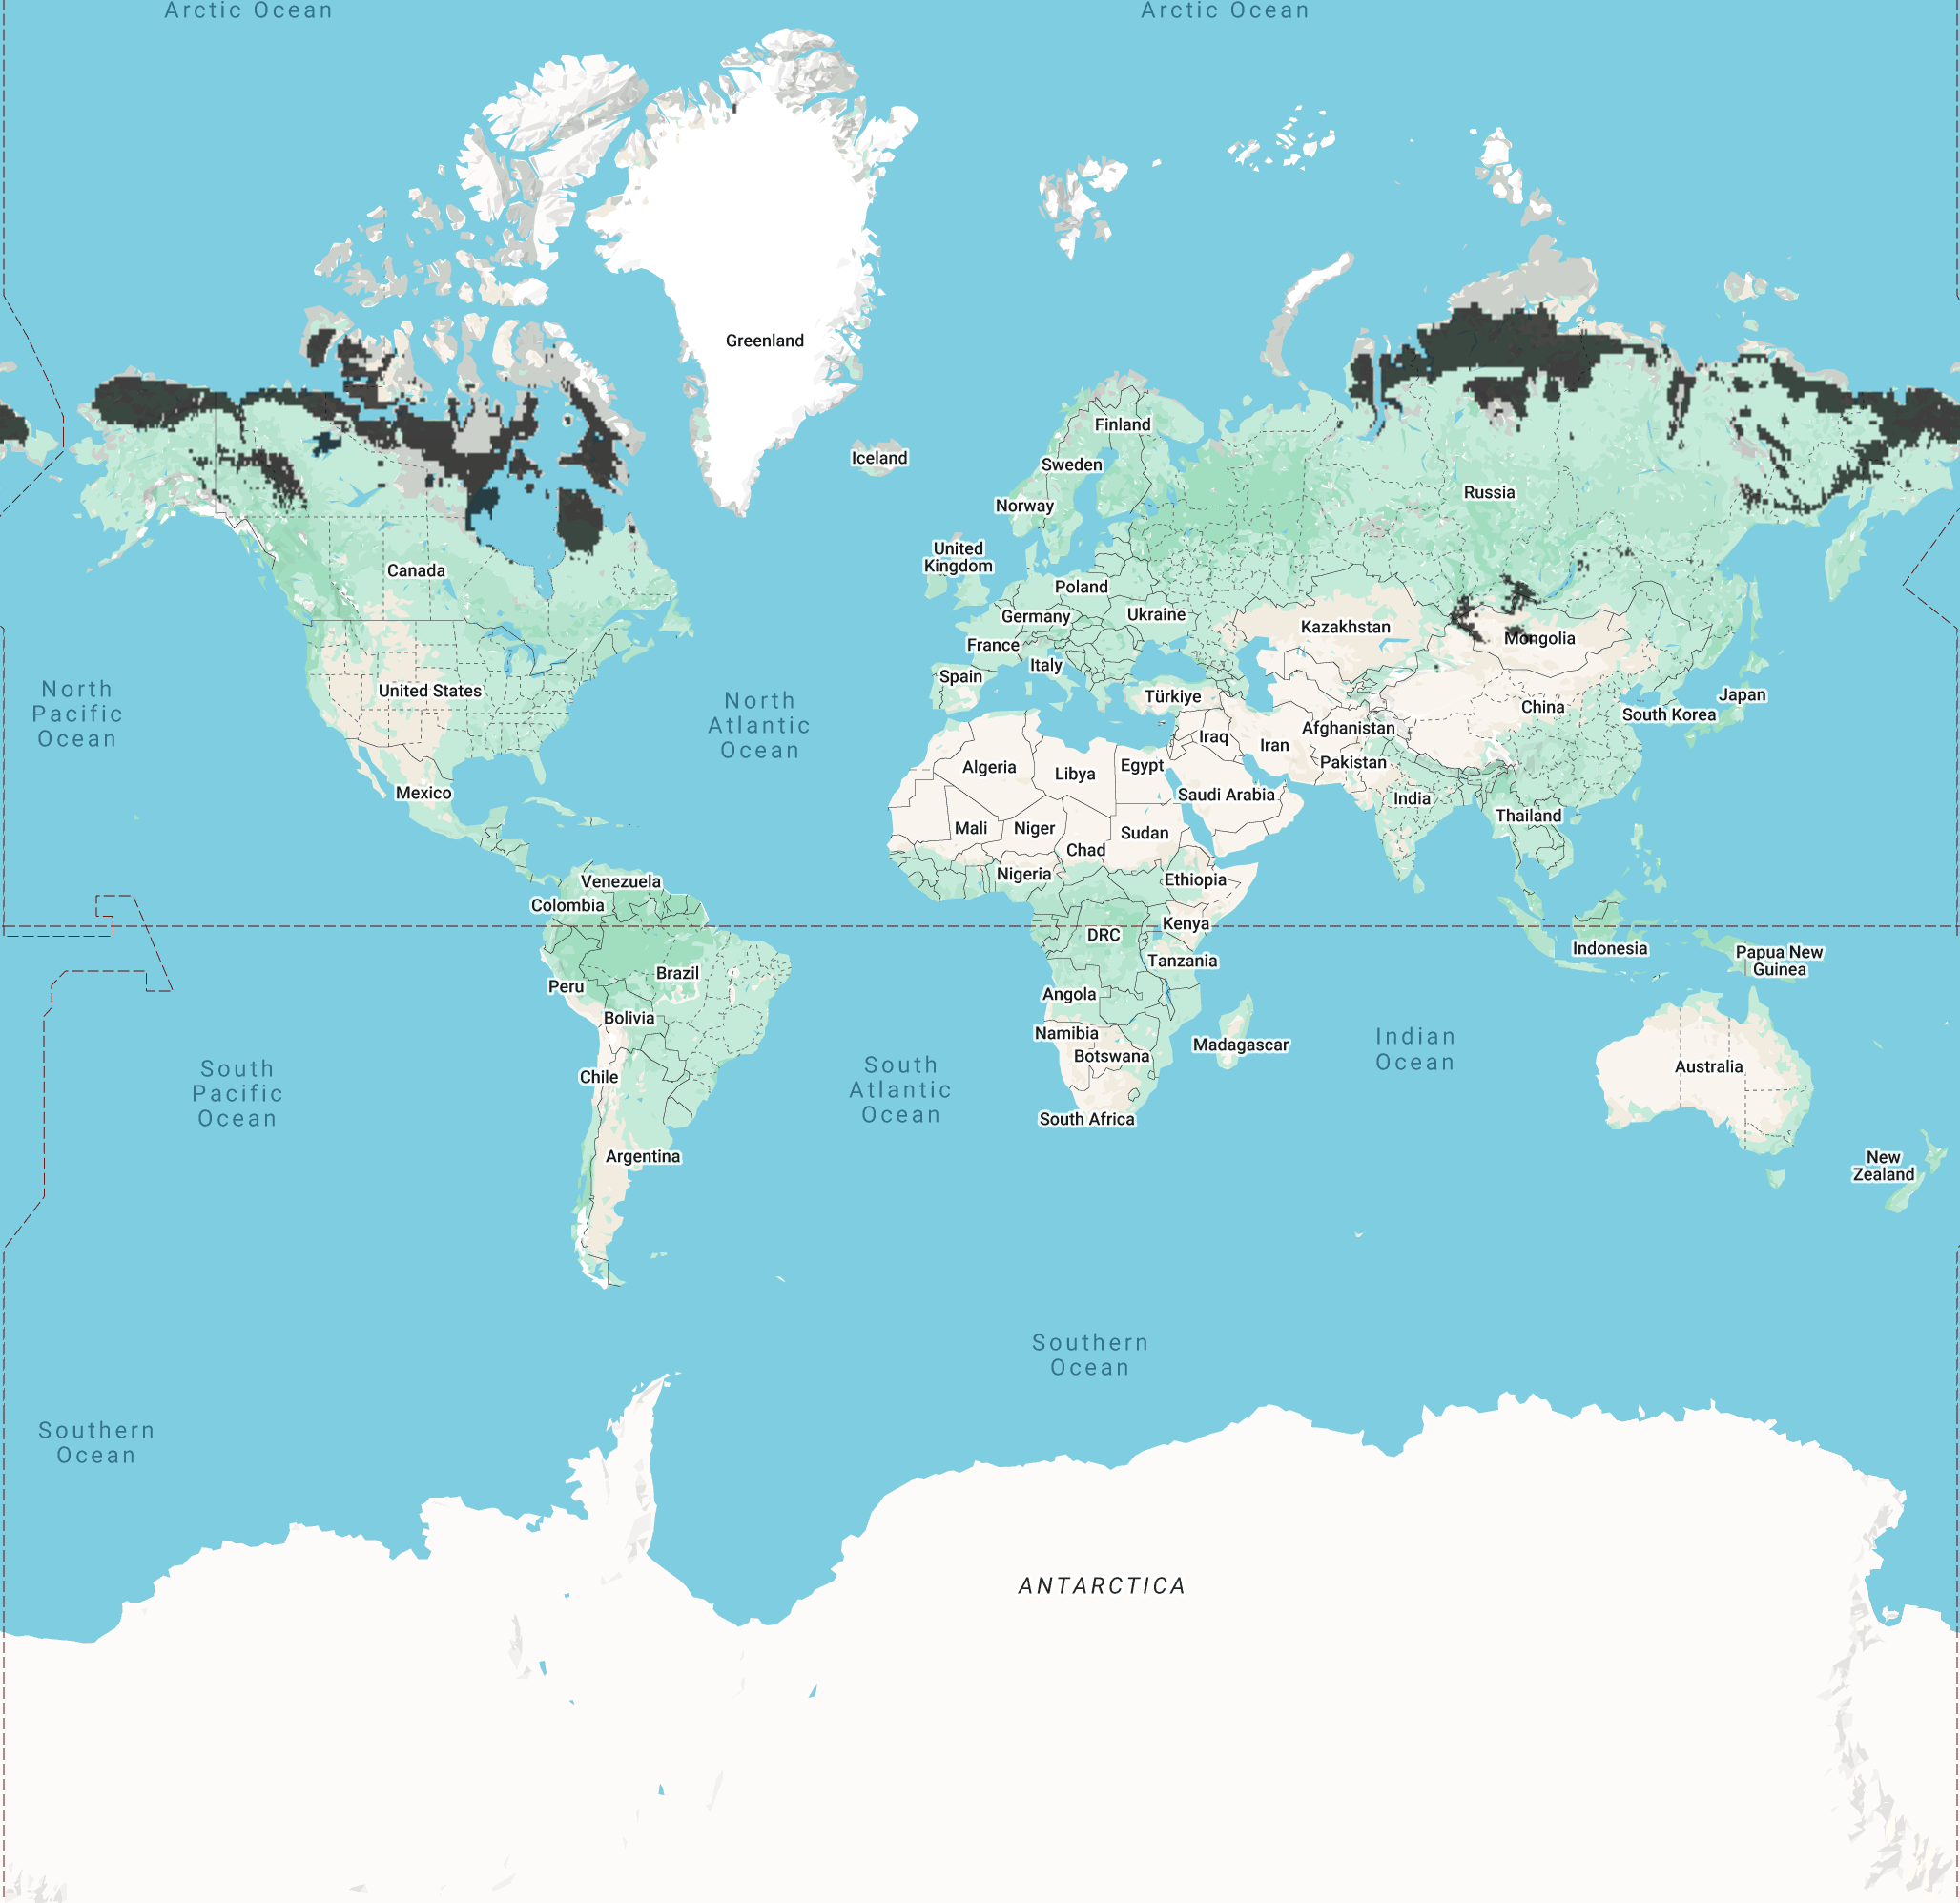 Arctic Ocean
Arctic Ocean
Greenland
Finland
Iceland
Sweden
Russia
Norway
United
Kingdom
Canada
Poland
Germany
Ukraine
Kazakhstan
Mongolia
France
Italy
Spain
United States
North
Pacific
Ocean
North
Atlantic
Ocean
Türkiye
Japan
China
South Korea
Afghanistan
Iraq
Iran
Pakistan
Algeria
Libya
Egypt
Mexico
Saudi Arabia
India
Thailand
Mali
Niger
Sudan
Chad
Nigeria
Ethiopia
Venezuela
Colombia
Kenya
DRC
Indonesia
Papua New
Guinea
Tanzania
Brazil
Peru
Angola
Bolivia
Namibia
Madagascar
Botswana
Indian
Ocean
Australia
Chile
South
Pacific
Ocean
South
Atlantic
Ocean
South Africa
Argentina
New
Zealand
Southern
Ocean
Southern
Ocean
ANTARCTICA